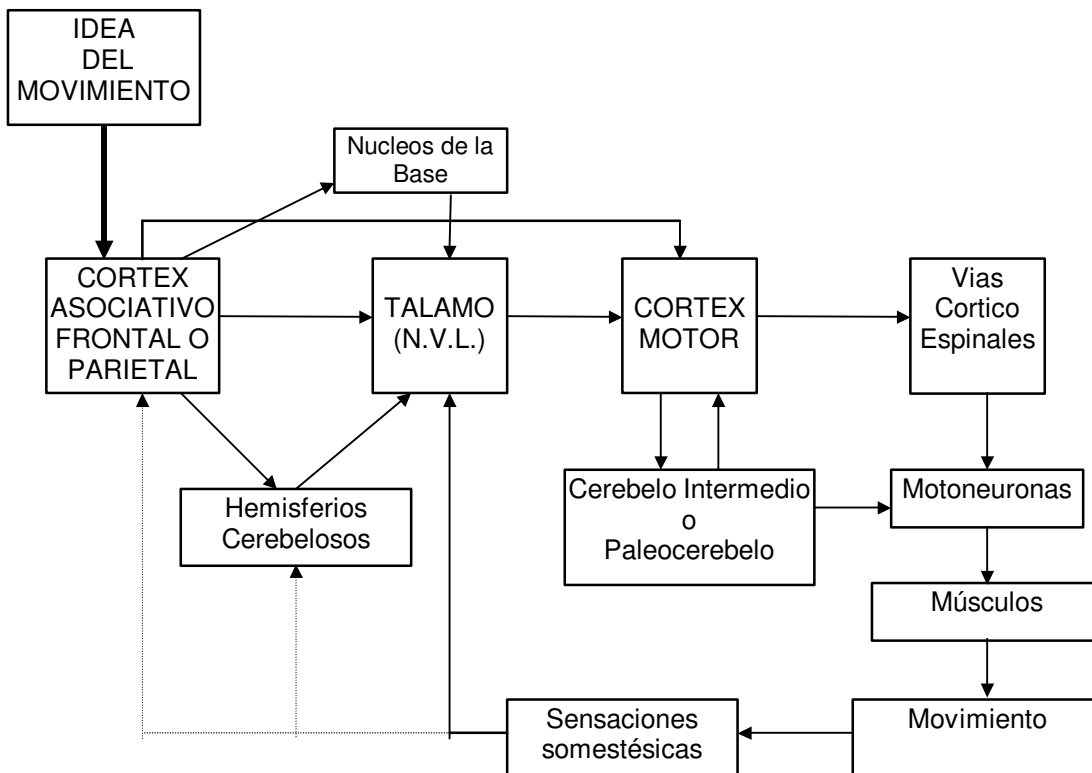 IDEA
DEL
MOVIMIENTO
Nucleos de la
Base
CORTEX
ASOCIATIVO
FRONTAL O
PARIETAL
TALAMO
(N.V.L.)
CORTEX
MOTOR
Vias
Cortico
Espinales
Hemisferios
Cerebelosos
Cerebelo Intermedio
o
Paleocerebelo
Motoneuronas
Músculos
Sensaciones
somestésicas
Movimiento